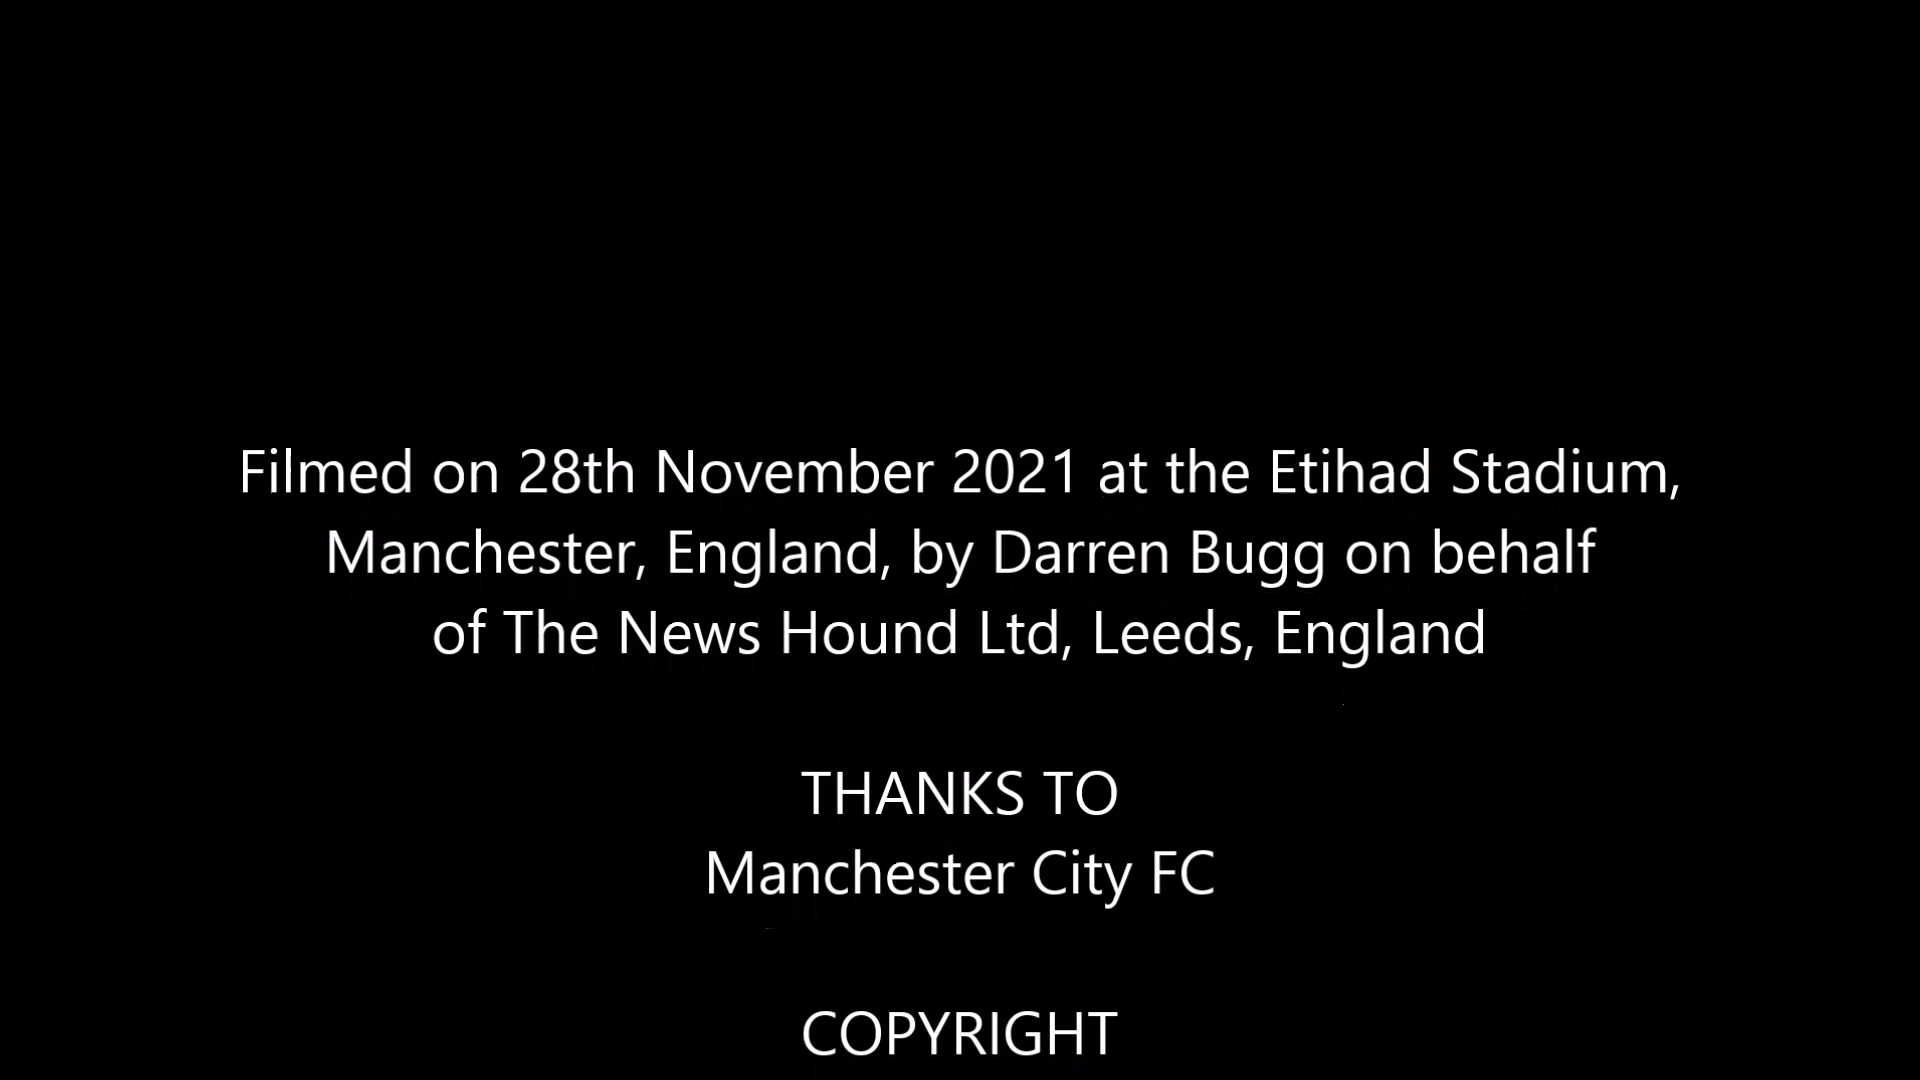 Filmed on 28th November 2021 at the Etihad Stadium,
Manchester, England, by Darren Bugg on behalf
of The News Hound Ltd, Leeds, England
THANKS TO
Manchester City FC
COPYRIGHT